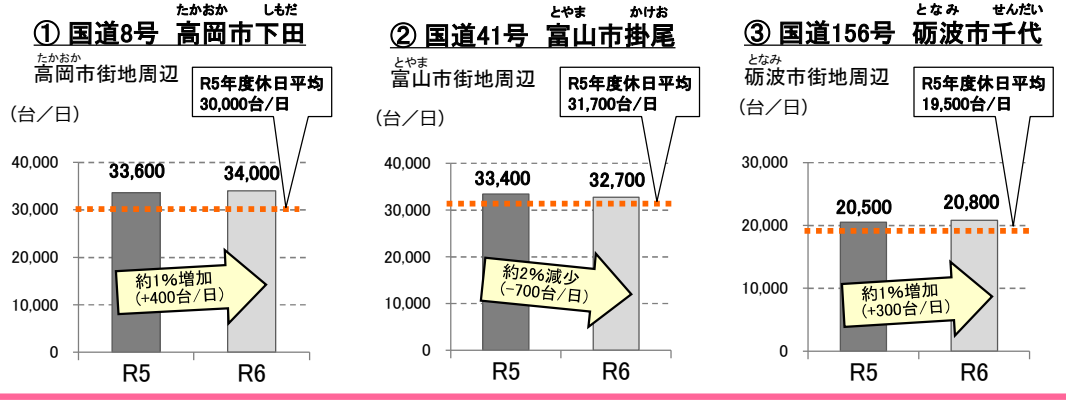 たかおか しもだ
① 国道8号 高岡市下田
たかおか
高岡市街地周辺
R5年度休日平均
30,000台/日
(台/日)
40,000
30,000
20,000
10,000
0
33,600
34,000
約1%増加
(+400台/日)
R5 R6
とやま かけお
② 国道41号 富山市掛尾
とやま
富山市街地周辺
R5年度休日平均
31,700台/日
(台/日)
40,000
30,000
20,000
10,000
0
33,400
32,700
約2%減少
(-700台/日)
R5 R6
となみ せんだい
③ 国道156号 砺波市千代
となみ
砺波市街地周辺
R5年度休日平均
19,500台/日
(台/日)
30,000
20,000
10,000
0
20,500
20,800
約1%増加
(+300台/日)
R5 R6